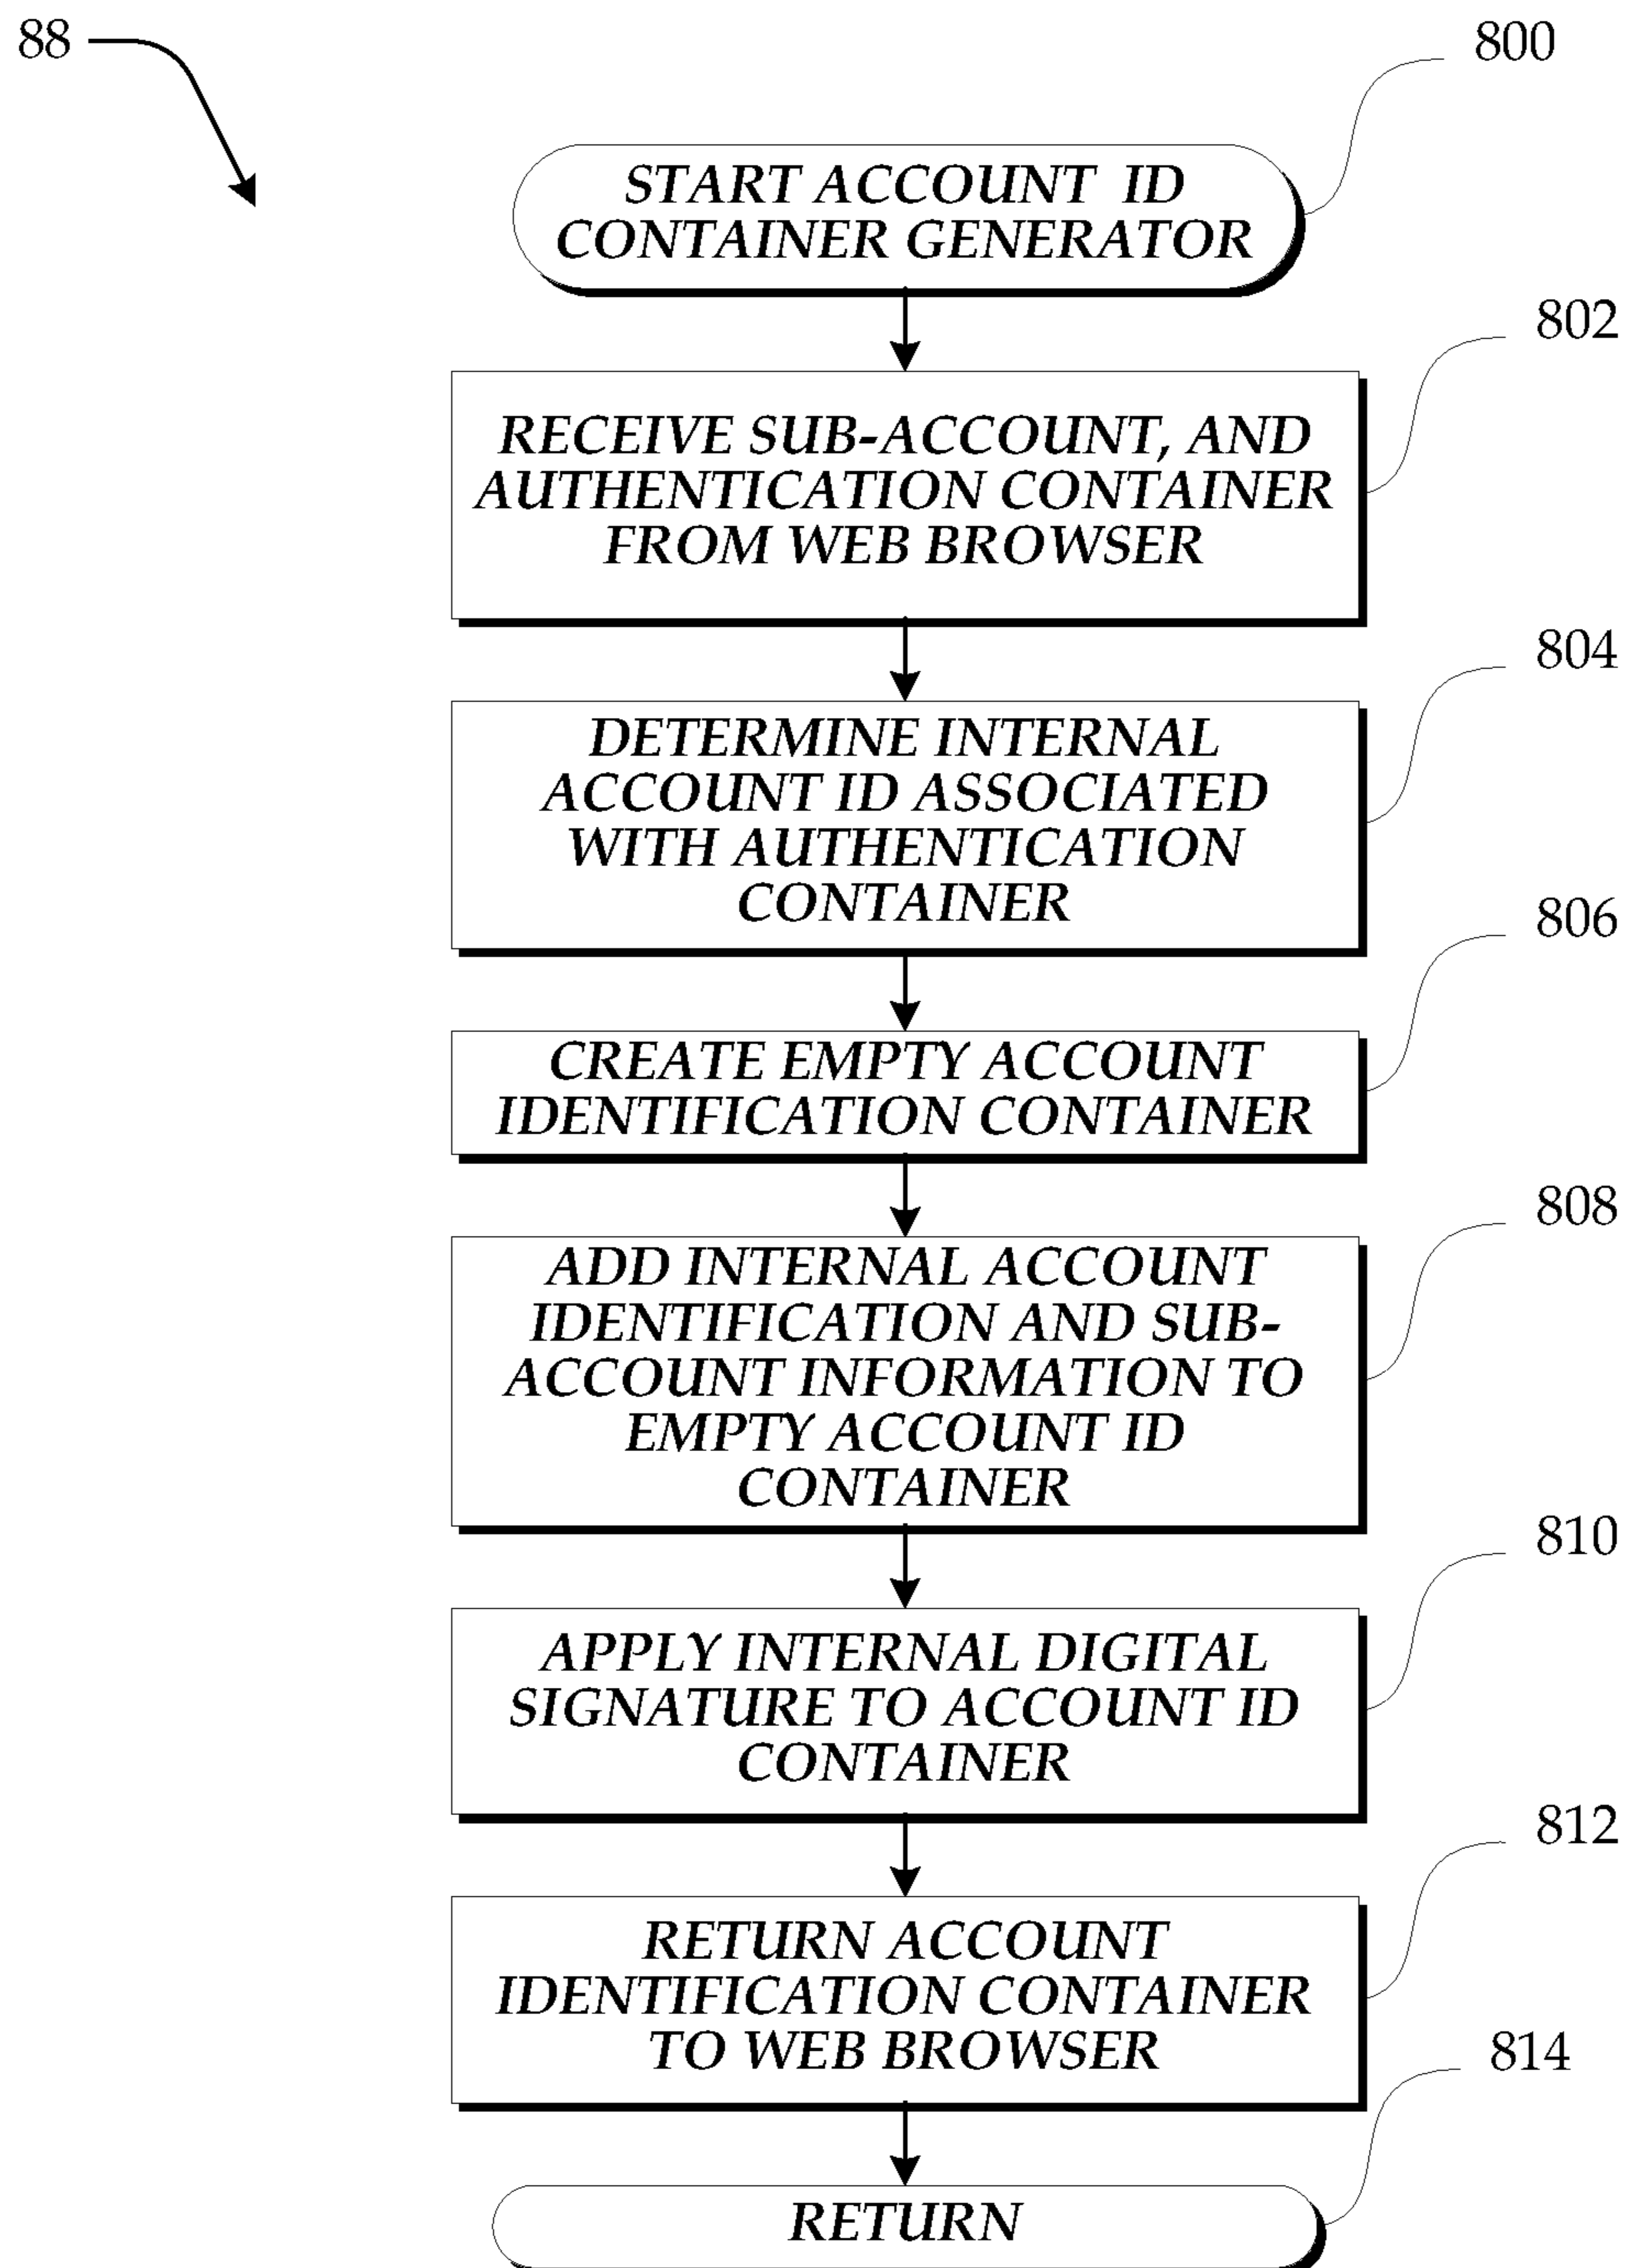 88
800
START ACCOUNT ID
CONTAINER GENERATOR
802
RECEIVE SUB-ACCOUNT, AND
AUTHENTICATION CONTAINER
FROM WEB BROWSER
804
DETERMINE INTERNAL
ACCOUNT ID ASSOCIATED
WITH AUTHENTICATION
CONTAINER
806
CREATE EMPTY ACCOUNT
IDENTIFICATION CONTAINER
808
ADD INTERNAL ACCOUNT
IDENTIFICATION AND SUB-
ACCOUNT INFORMATION TO
EMPTY ACCOUNT ID
CONTAINER
810
APPLY INTERNAL DIGITAL
SIGNATURE TO ACCOUNT ID
CONTAINER
812
RETURN ACCOUNT
IDENTIFICATION CONTAINER
TO WEB BROWSER
814
RETURN